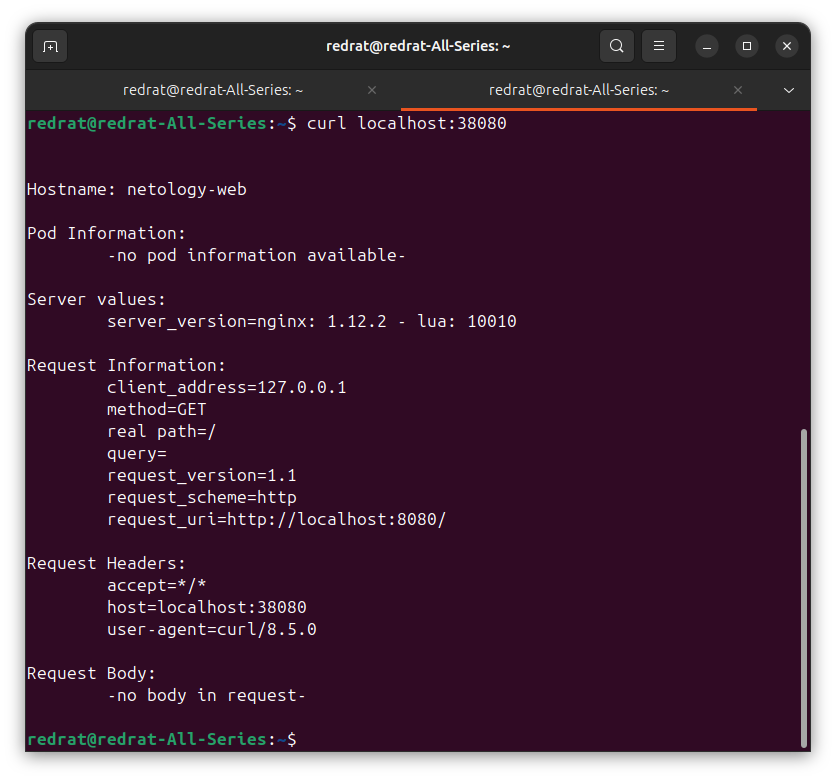 redrat@redrat-All-Series: ~
redrat@redrat-All-Series: ~
redrat@redrat-All-Series: ~
redrat@redrat-All-Series:~$ curl localhost:38080
Hostname: netology-web
Pod Information:
-no pod information available-
Server values:
server_version=nginx: 1.12.2 - lua: 10010
Request Information:
client_address=127.0.0.1
method=GET
real path=/
query=
request_version=1.1
request_scheme=http
request_uri=http://localhost:8080/
Request Headers:
accept=*/*
host=localhost:38080
user-agent=curl/8.5.0
Request Body:
-no body in request-
redrat@redrat-All-Series:~$